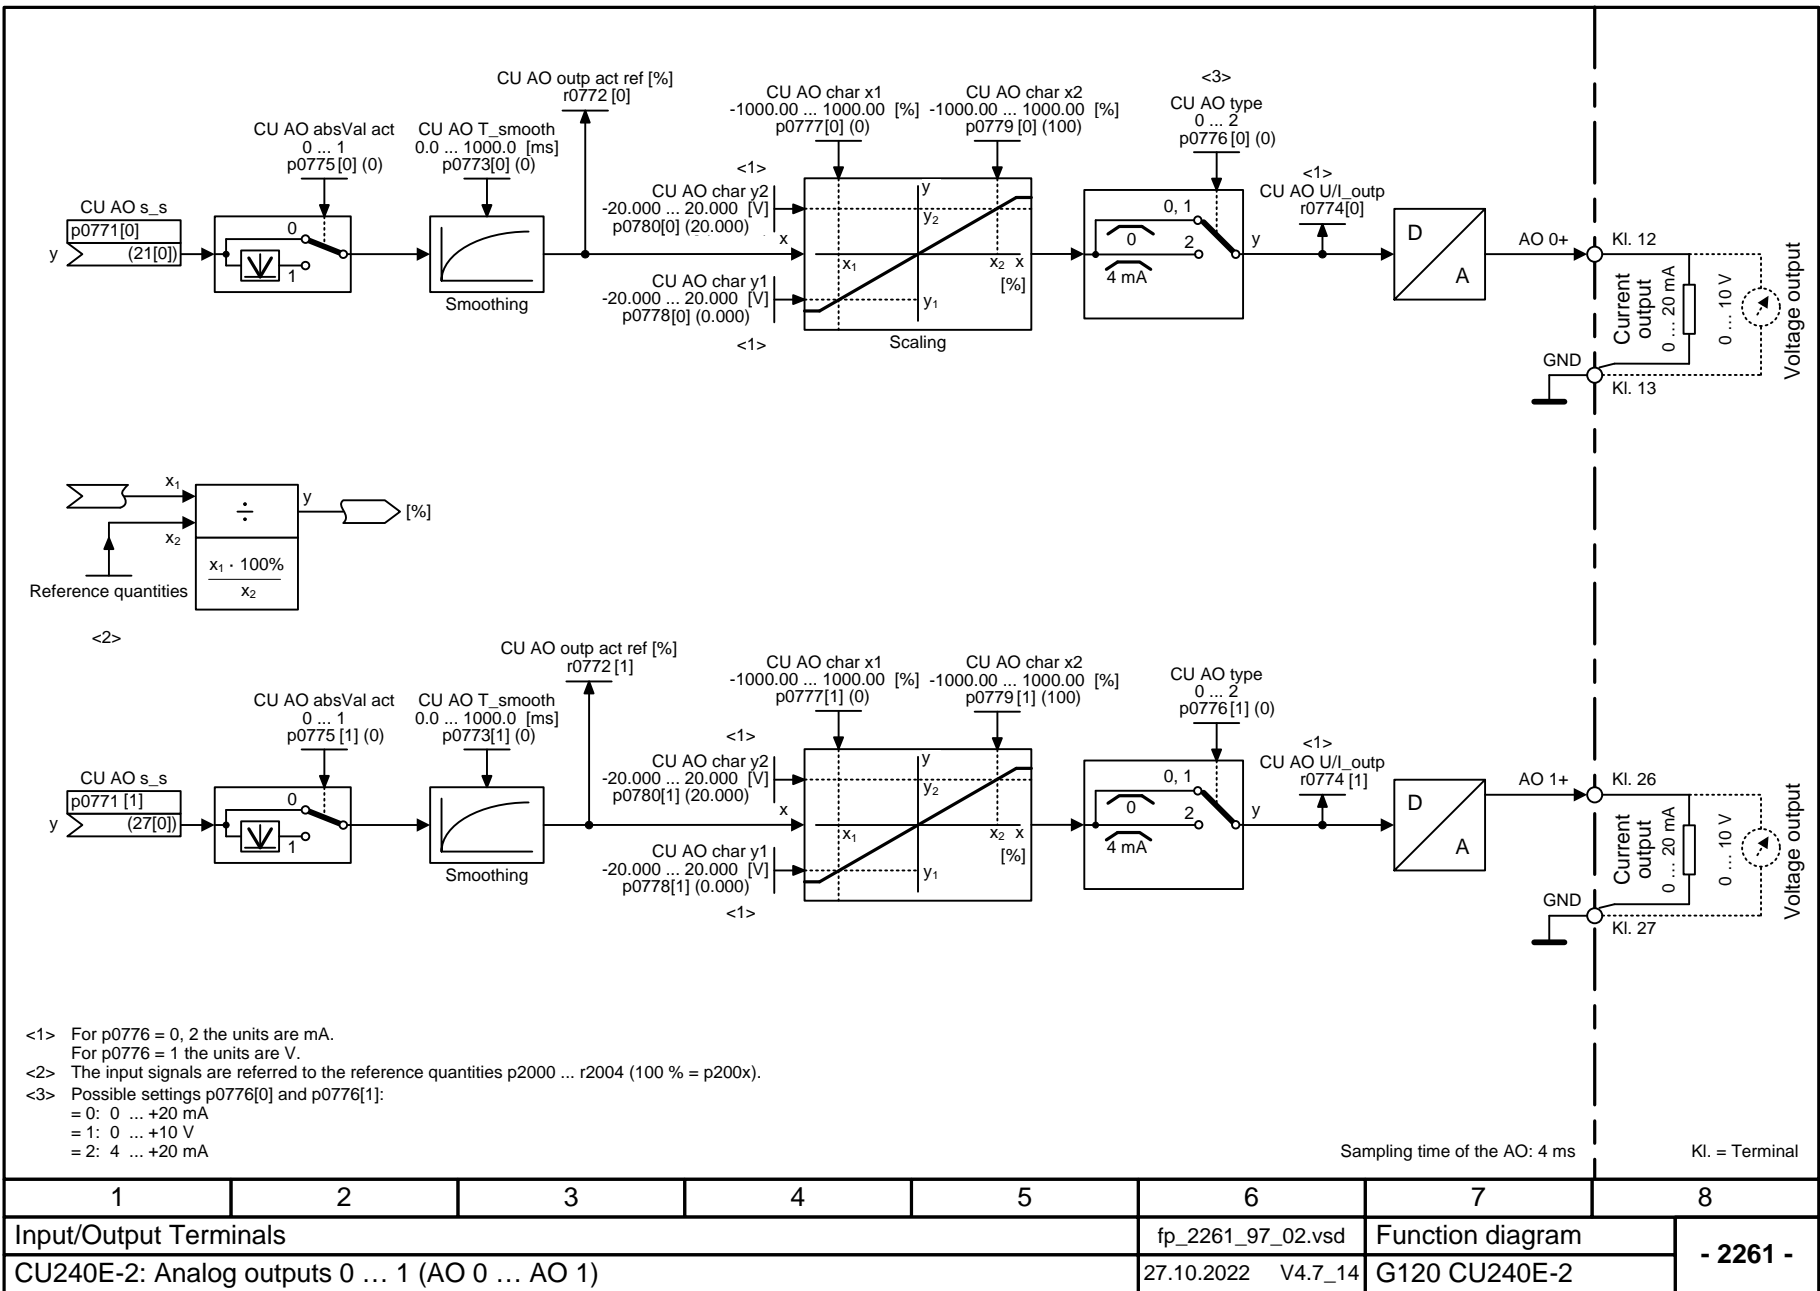 CU AO outp act ref [%]
r0772 [0]
CU AO absVal act
0 ... 1
p0775[0] (0)
CU AO T_smooth
0.0 ... 1000.0 [ms]
p0773[0] (0)
CU AO char x1
-1000.00 ... 1000.00 [%]
p0777[0] (0)
CU AO char x2
-1000.00 ... 1000.00 [%]
p0779 [0] (100)
<3>
CU AO type
0 ... 2
p0776 [0] (0)
<1>
CU AO char y2
-20.000 ... 20.000 [V]
p0780[0] (20.000)
<1>
CU AO U/I_outp
r0774[0]
CU AO s_s
p0771[0]
y
(21[0])
0
1
Smoothing
x
CU AO char y1
-20.000 ... 20.000 [V]
p0778[0] (0.000)
<1>
y
y2
x1
x2 x
[%]
y1
Scaling
0, 1
0
2
4 mA
y
D
A
AO 0+
Kl. 12
Current output
0 ... 20 mA
0 ... 10 V
Voltage output
GND
Kl. 13
x1
x2
÷
y
[%]
x1 · 100%
x2
Reference quantities
<2>
CU AO outp act ref [%]
r0772 [1]
CU AO absVal act
0 ... 1
p0775 [1] (0)
CU AO T_smooth
0.0 ... 1000.0 [ms]
p0773[1] (0)
CU AO char x1
-1000.00 ... 1000.00 [%]
p0777[1] (0)
CU AO char x2
-1000.00 ... 1000.00 [%]
p0779 [1] (100)
CU AO type
0 ... 2
p0776 [1] (0)
<1>
CU AO char y2
-20.000 ... 20.000 [V]
p0780[1] (20.000)
<1>
CU AO U/I_outp
r0774 [1]
CU AO s_s
p0771 [1]
y
(27[0])
0
1
Smoothing
x
CU AO char y1
-20.000 ... 20.000 [V]
p0778[1] (0.000)
<1>
y
y2
x1
x2 x
[%]
y1
0, 1
0
2
4 mA
y
D
A
AO 1+
Kl. 26
Current output
0 ... 20 mA
0 ... 10 V
Voltage output
GND
Kl. 27
<1> For p0776 = 0, 2 the units are mA.
For p0776 = 1 the units are V.
<2> The input signals are referred to the reference quantities p2000 ... r2004 (100 % = p200x).
<3> Possible settings p0776[0] and p0776[1]:
= 0: 0 ... +20 mA
= 1: 0 ... +10 V
= 2: 4 ... +20 mA
Sampling time of the AO: 4 ms
Kl. = Terminal
1 2 3 4 5 6 7 8
Input/Output Terminals
fp_2261_97_02.vsd
Function diagram
- 2261 -
CU240E-2: Analog outputs 0 … 1 (AO 0 … AO 1)
27.10.2022 V4.7_14
G120 CU240E-2